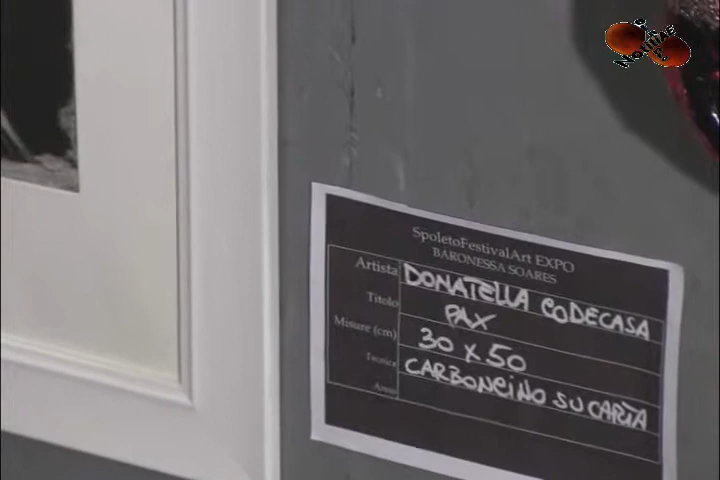 SpoletoFestivalArt EXPO
BARONESSA SOARES
Artista DONATELLA CODECASA
Titolo PAX
Misure (cm) 30 X 50
Tecnica CARBONCINO SU CARTA
Anno